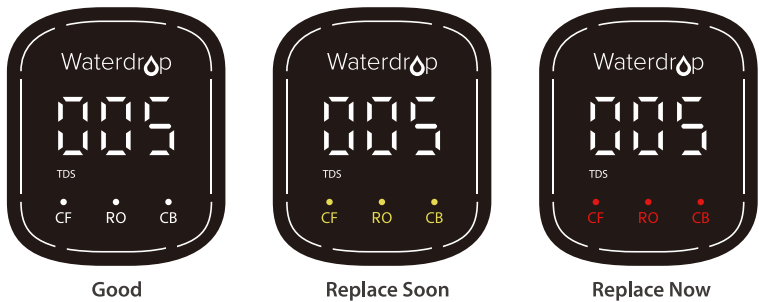 Waterdrop
005
TDS
CF RO CB
Good
Waterdrop
005
TDS
CF RO CB
Replace Soon
Waterdrop
005
TDS
CF RO CB
Replace Now